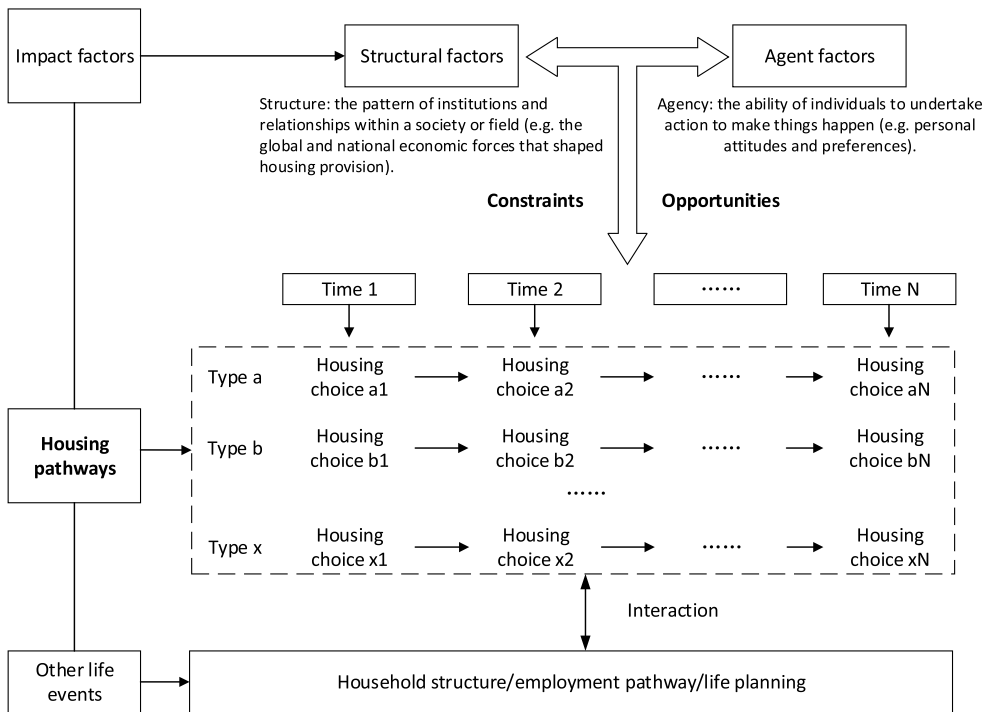 Impact factors
Structural factors
Agent factors
Structure: the pattern of institutions and
relationships within a society or field (e.g. the
global and national economic forces that shaped
housing provision).
Agency: the ability of individuals to undertake
action to make things happen (e.g. personal
attitudes and preferences).
Constraints
Opportunities
Time 1
Time 2
……
Time N
Housing
pathways
Type a
Housing
choice a1
Housing
choice a2
……
Housing
choice aN
Type b
Housing
choice b1
Housing
choice b2
……
Housing
choice bN
……
Type x
Housing
choice x1
Housing
choice x2
……
Housing
choice xN
Interaction
Other life
events
Household structure/employment pathway/life planning